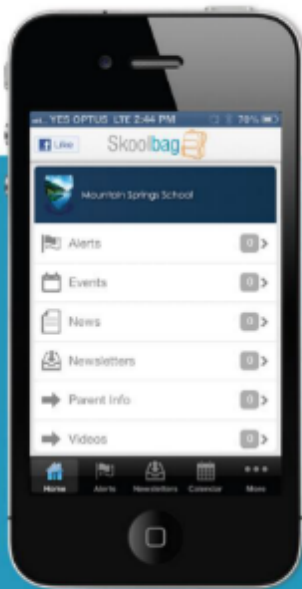 YES OPTUS LTE 2:44 PM 70%
Like Skoolbag
Mountain Springs School
Alerts 0
Events 0
News 0
Newsletters 0
Parent Info 0
Videos 0
Home Alerts Newsletters Calendar More